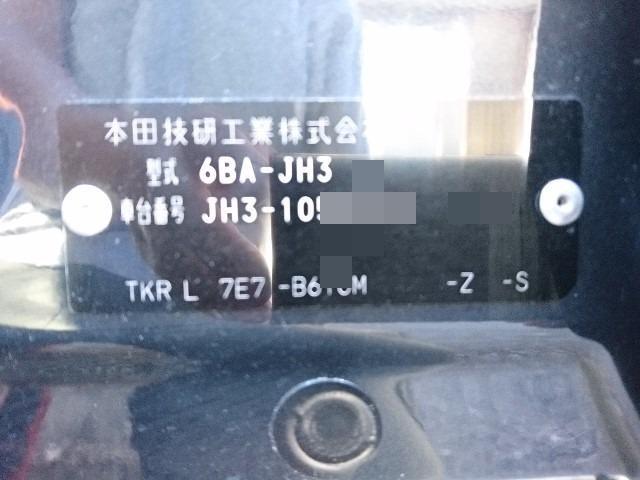 本田技研工業株式会
型式 6BA-JH3
車台番号 JH3-105
TKR L 7E7 -B6 M -Z -S